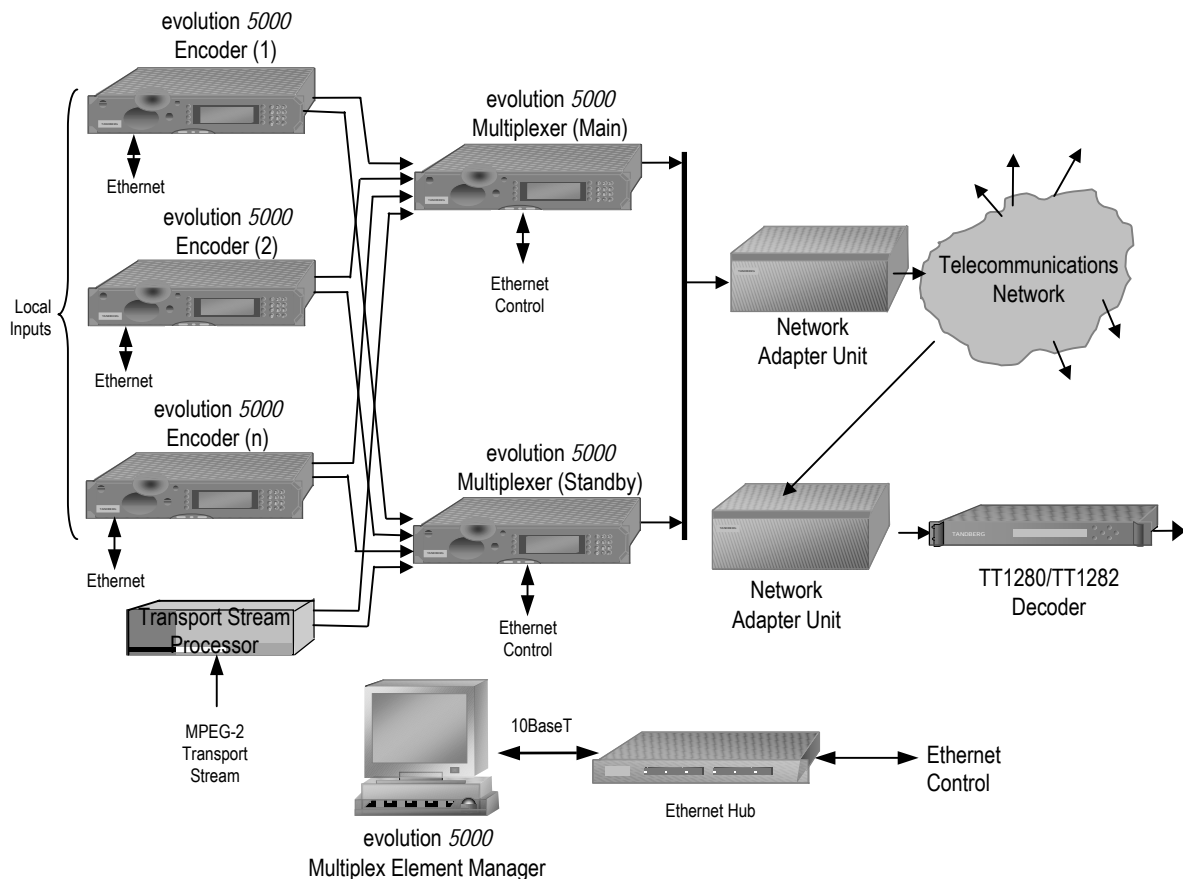 evolution 5000
Encoder (1)
Ethernet
evolution 5000
Multiplexer (Main)
Ethernet
Control
evolution 5000
Encoder (2)
Ethernet
Local
Inputs
evolution 5000
Encoder (n)
Ethernet
evolution 5000
Multiplexer (Standby)
Ethernet
Control
Transport Stream
Processor
MPEG-2
Transport
Stream
Network
Adapter Unit
Telecommunications
Network
Network
Adapter Unit
TANDBERG
TT1280/TT1282
Decoder
10BaseT
Ethernet Hub
Ethernet
Control
evolution 5000
Multiplex Element Manager